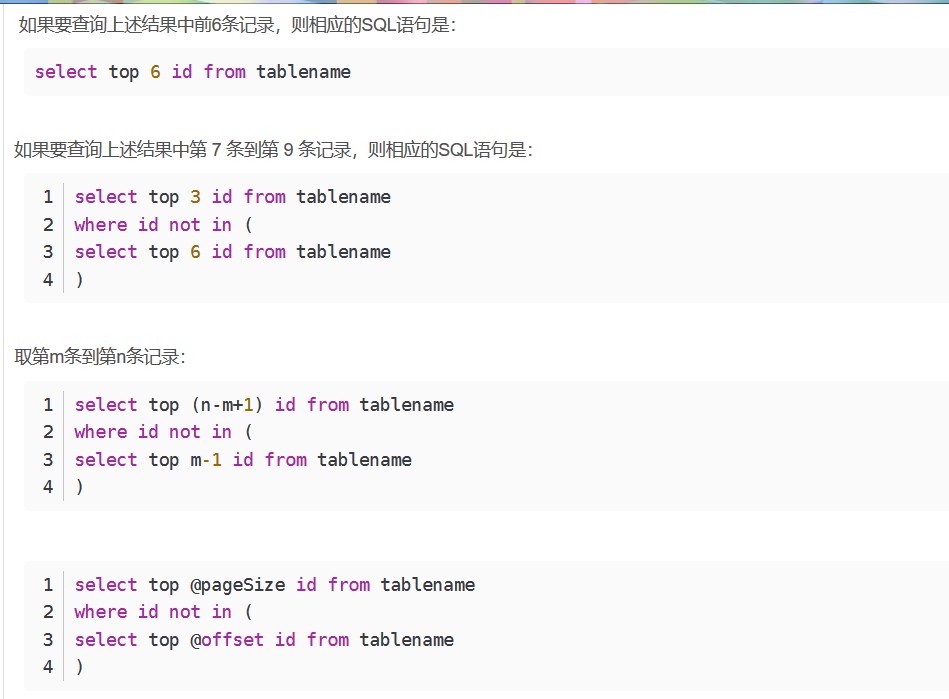 如果要查询上述结果中前6条记录，则相应的SQL语句是：
select top 6 id from tablename
如果要查询上述结果中第 7 条到第 9 条记录，则相应的SQL语句是：
1 select top 3 id from tablename
2 where id not in (
3 select top 6 id from tablename
4 )
取第m条到第n条记录：
1 select top (n-m+1) id from tablename
2 where id not in (
3 select top m-1 id from tablename
4 )
1 select top @pageSize id from tablename
2 where id not in (
3 select top @offset id from tablename
4 )